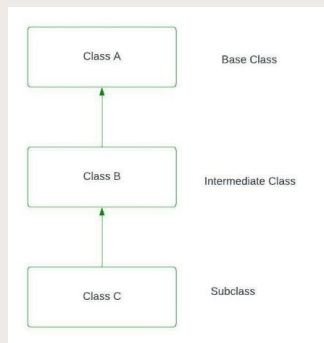 Class A
Base Class
Class B
Intermediate Class
Class C
Subclass